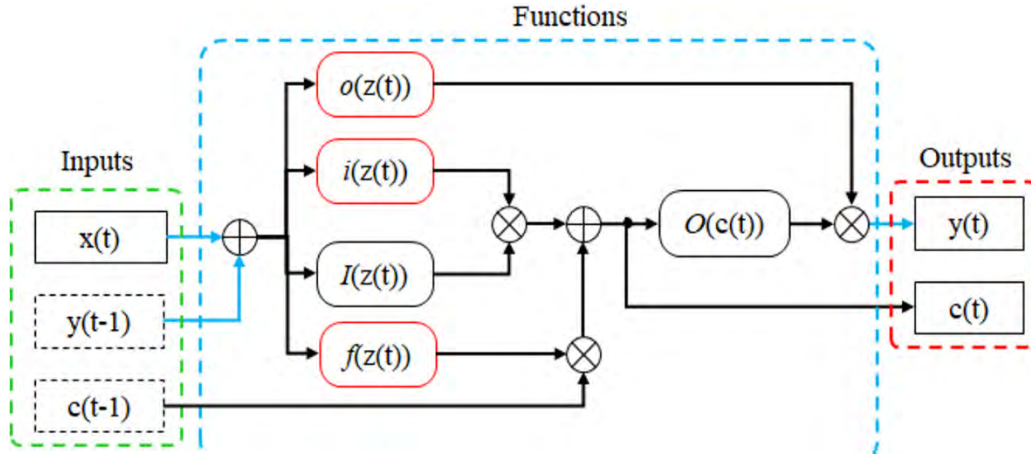 Functions
Inputs
Outputs
o(z(t))
i(z(t))
x(t)
I(z(t))
O(c(t))
y(t)
y(t-1)
f(z(t))
c(t)
c(t-1)